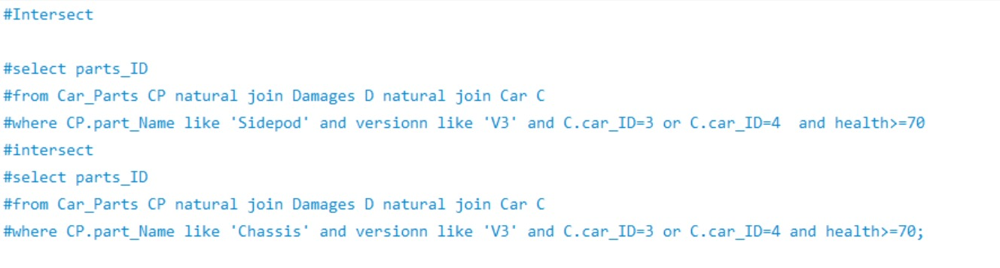 #Intersect
#select parts_ID
#from Car_Parts CP natural join Damages D natural join Car C
#where CP.part_Name like 'Sidepod' and versionn like 'V3' and C.car_ID=3 or C.car_ID=4  and health>=70
#intersect
#select parts_ID
#from Car_Parts CP natural join Damages D natural join Car C
#where CP.part_Name like 'Chassis' and versionn like 'V3' and C.car_ID=3 or C.car_ID=4 and health>=70;